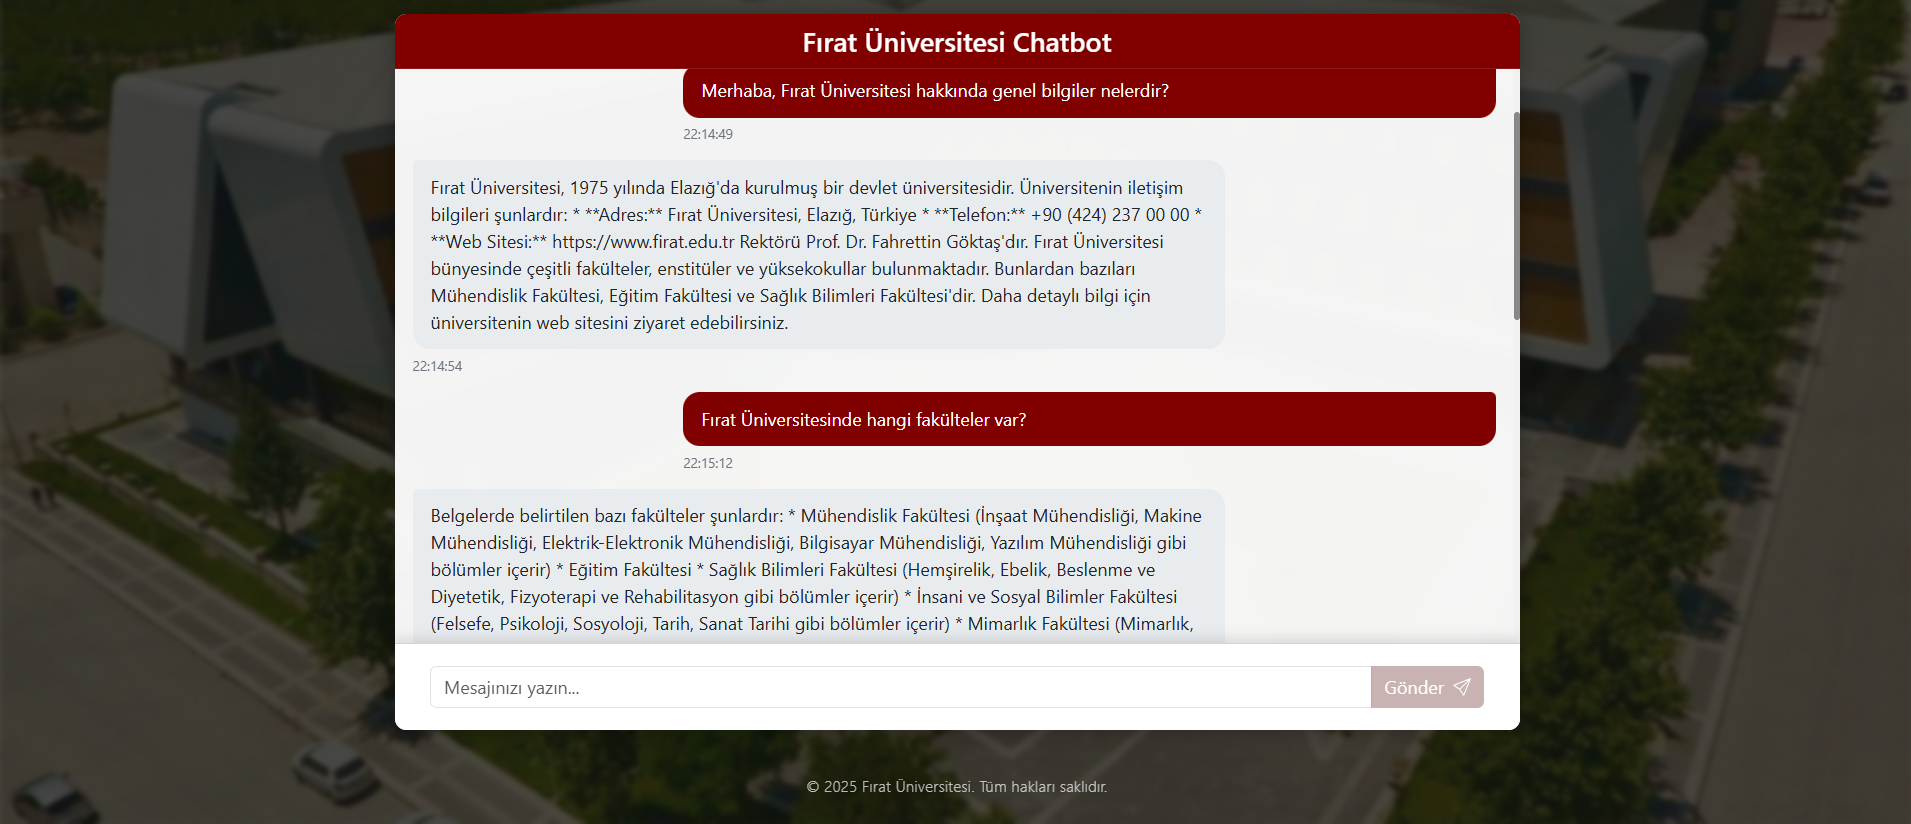 Fırat Üniversitesi Chatbot
Merhaba, Fırat Üniversitesi hakkında genel bilgiler nelerdir?
22:14:49
Fırat Üniversitesi, 1975 yılında Elazığ'da kurulmuş bir devlet üniversitesidir. Üniversitenin iletişim
bilgileri şunlardır: * **Adres:** Fırat Üniversitesi, Elazığ, Türkiye * **Telefon:** +90 (424) 237 00 00 *
**Web Sitesi:** https://www.firat.edu.tr Rektörü Prof. Dr. Fahrettin Göktaş'dır. Fırat Üniversitesi
bünyesinde çeşitli fakülteler, enstitüler ve yüksekokullar bulunmaktadır. Bunlardan bazıları
Mühendislik Fakültesi, Eğitim Fakültesi ve Sağlık Bilimleri Fakültesi'dir. Daha detaylı bilgi için
üniversitenin web sitesini ziyaret edebilirsiniz.
22:14:54
Fırat Üniversitesinde hangi fakülteler var?
22:15:12
Belgelerde belirtilen bazı fakülteler şunlardır: * Mühendislik Fakültesi (İnşaat Mühendisliği, Makine
Mühendisliği, Elektrik-Elektronik Mühendisliği, Bilgisayar Mühendisliği, Yazılım Mühendisliği gibi
bölümler içerir) * Eğitim Fakültesi * Sağlık Bilimleri Fakültesi (Hemşirelik, Ebelik, Beslenme ve
Diyetetik, Fizyoterapi ve Rehabilitasyon gibi bölümler içerir) * İnsani ve Sosyal Bilimler Fakültesi
(Felsefe, Psikoloji, Sosyoloji, Tarih, Sanat Tarihi gibi bölümler içerir) * Mimarlık Fakültesi (Mimarlık,
Mesajınızı yazın...
Gönder
© 2025 Fırat Üniversitesi. Tüm hakları saklıdır.